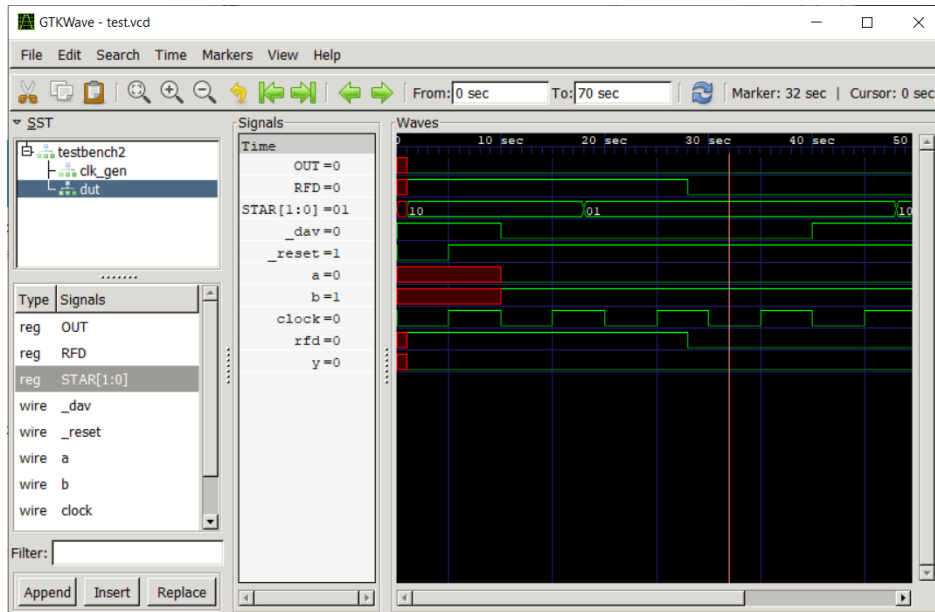 GTKWave - test.vcd
File Edit Search Time Markers View Help
From: 0 sec To: 70 sec Marker: 32 sec | Cursor: 0 sec
SST
testbench2
clk_gen
dut
Type Signals
reg OUT
reg RFD
reg STAR[1:0]
wire _dav
wire _reset
wire a
wire b
wire clock
Filter:
Append Insert Replace
Signals
Time
OUT =0
RFD =0
STAR[1:0] =01
_dav =0
_reset =1
a =0
b =1
clock =0
rfd =0
y =0
Waves
0 10 sec 20 sec 30 sec 40 sec 50
10 01 10